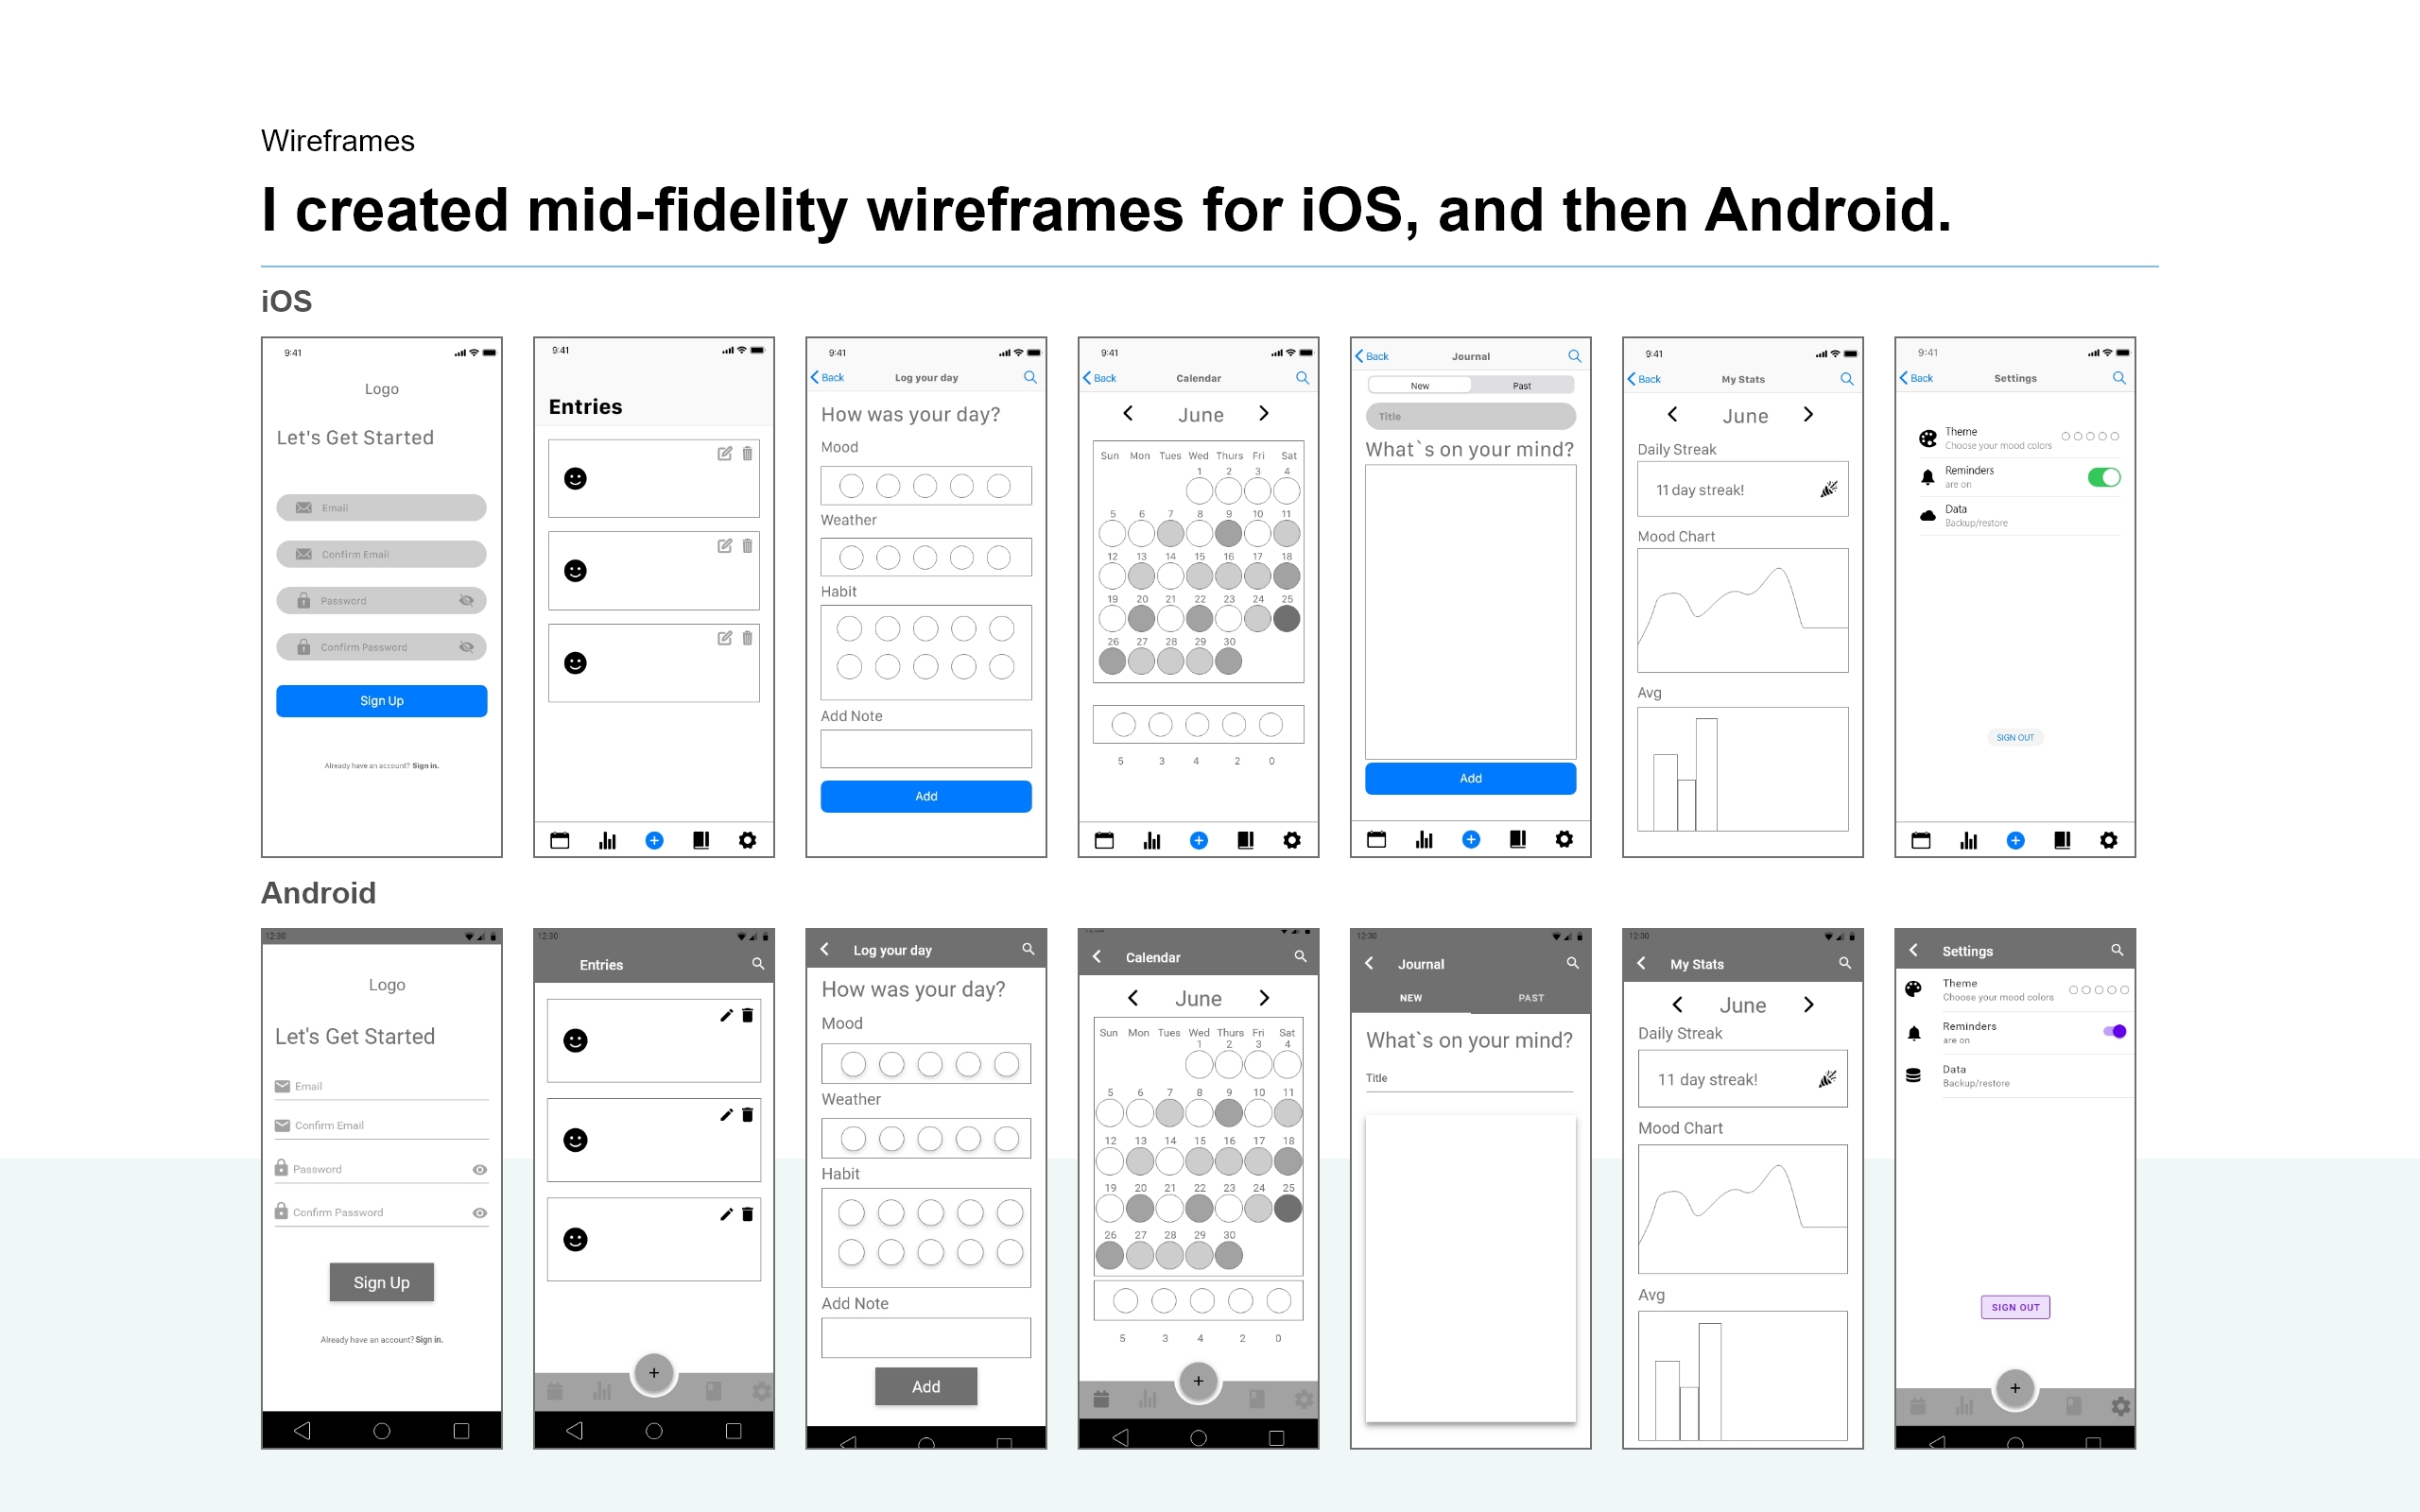 Wireframes
I created mid-fidelity wireframes for iOS, and then Android.
iOS
9:41
Logo
Let's Get Started
Email
Confirm Email
Password
Confirm Password
Sign Up
Already have an account? Sign in.
9:41
Entries
9:41
Back Log your day
How was your day?
Mood
Weather
Habit
Add Note
Add
9:41
Back Calendar
June
Sun Mon Tues Wed Thurs Fri Sat
1 2 3 4
5 6 7 8 9 10 11
12 13 14 15 16 17 18
19 20 21 22 23 24 25
26 27 28 29 30
5 3 4 2 0
Back Journal
New Past
Title
What`s on your mind?
Add
9:41
Back My Stats
June
Daily Streak
11 day streak!
Mood Chart
Avg
9:41
Back Settings
Theme
Choose your mood colors
Reminders
are on
Data
Backup/restore
SIGN OUT
Android
12:30
Logo
Let's Get Started
Email
Confirm Email
Password
Confirm Password
Sign Up
Already have an account? Sign in.
12:30
Entries
Log your day
How was your day?
Mood
Weather
Habit
Add Note
Add
Calendar
June
Sun Mon Tues Wed Thurs Fri Sat
1 2 3 4
5 6 7 8 9 10 11
12 13 14 15 16 17 18
19 20 21 22 23 24 25
26 27 28 29 30
5 3 4 2 0
12:30
Journal
NEW PAST
What`s on your mind?
Title
12:30
My Stats
June
Daily Streak
11 day streak!
Mood Chart
Avg
Settings
Theme
Choose your mood colors
Reminders
are on
Data
Backup/restore
SIGN OUT